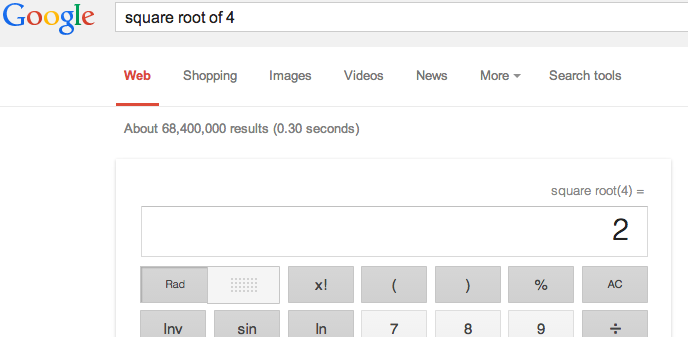 Google square root of 4
Web Shopping Images Videos News More Search tools
About 68,400,000 results (0.30 seconds)
square root(4) =
2
Rad x! ( ) % AC
Inv sin ln 7 8 9 ÷